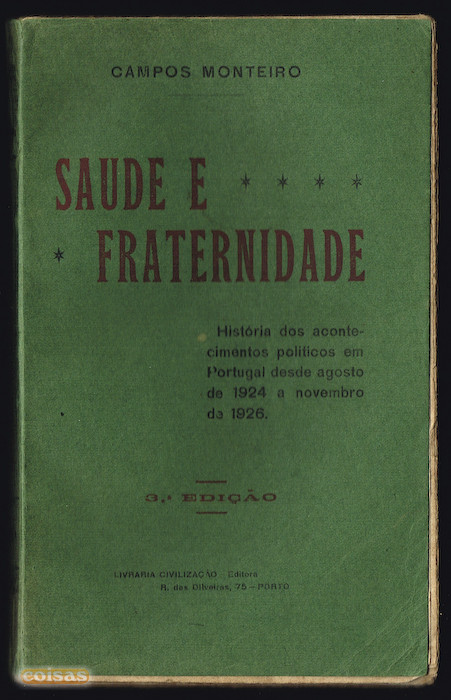 CAMPOS MONTEIRO
SAUDE E
FRATERNIDADE
História dos aconte-
cimentos politicos em
Portugal desde agosto
de 1924 a novembro
de 1926.
3.ª EDIÇÃO
LIVRARIA CIVILIZAÇÃO Editora
R. das Oliveiras, 75 — PORTO
coisas